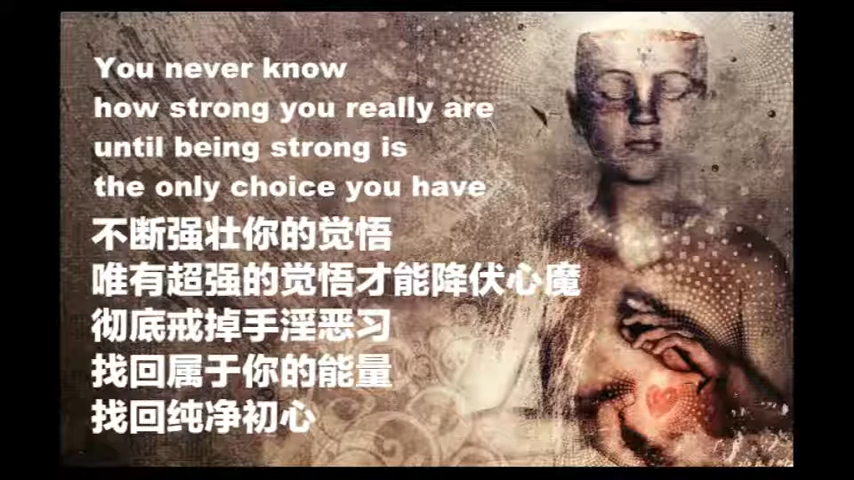 You never know
how strong you really are
until being strong is
the only choice you have
不断强壮你的觉悟
唯有超强的觉悟才能降伏心魔
彻底戒掉手淫恶习
找回属于你的能量
找回纯净初心